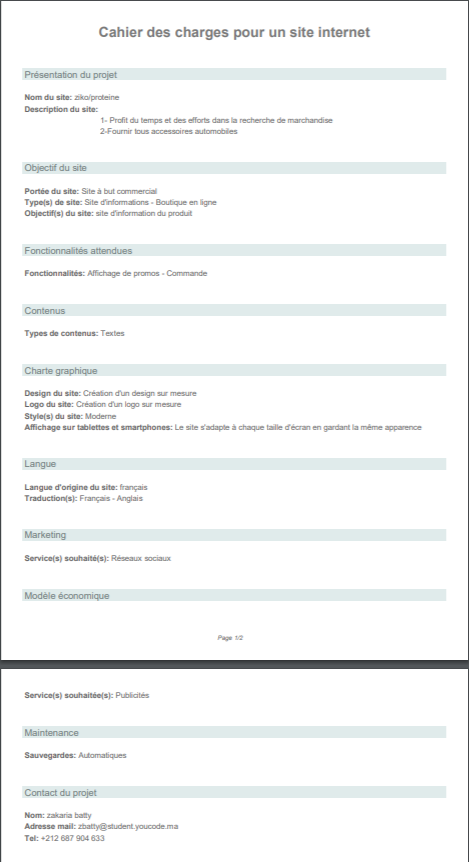 Cahier des charges pour un site internet
Présentation du projet
Nom du site: ziko/proteine
Description du site:
1- Profit du temps et des efforts dans la recherche de marchandise
2-Fournir tous accessoires automobiles
Objectif du site
Portée du site: Site à but commercial
Type(s) de site: Site d'informations - Boutique en ligne
Objectif(s) du site: site d'information du produit
Fonctionnalités attendues
Fonctionnalités: Affichage de promos - Commande
Contenus
Types de contenus: Textes
Charte graphique
Design du site: Création d'un design sur mesure
Logo du site: Création d'un logo sur mesure
Style(s) du site: Moderne
Affichage sur tablettes et smartphones: Le site s'adapte à chaque taille d'écran en gardant la même apparence
Langue
Langue d'origine du site: français
Traduction(s): Français - Anglais
Marketing
Service(s) souhaité(s): Réseaux sociaux
Modèle économique
Page 1/2
Service(s) souhaitée(s): Publicités
Maintenance
Sauvegardes: Automatiques
Contact du projet
Nom: zakaria batty
Adresse mail: zbatty@student.youcode.ma
Tel: +212 687 904 633